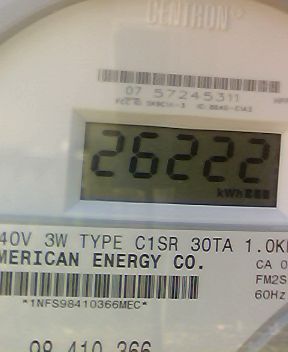 CENTRON
07 57245311
26222
kWh
40V 3W TYPE C1SR 30TA 1.0K
MERICAN ENERGY CO.
CA 0
FM2S
60Hz
*1NFS98410366MEC*
98 410 366